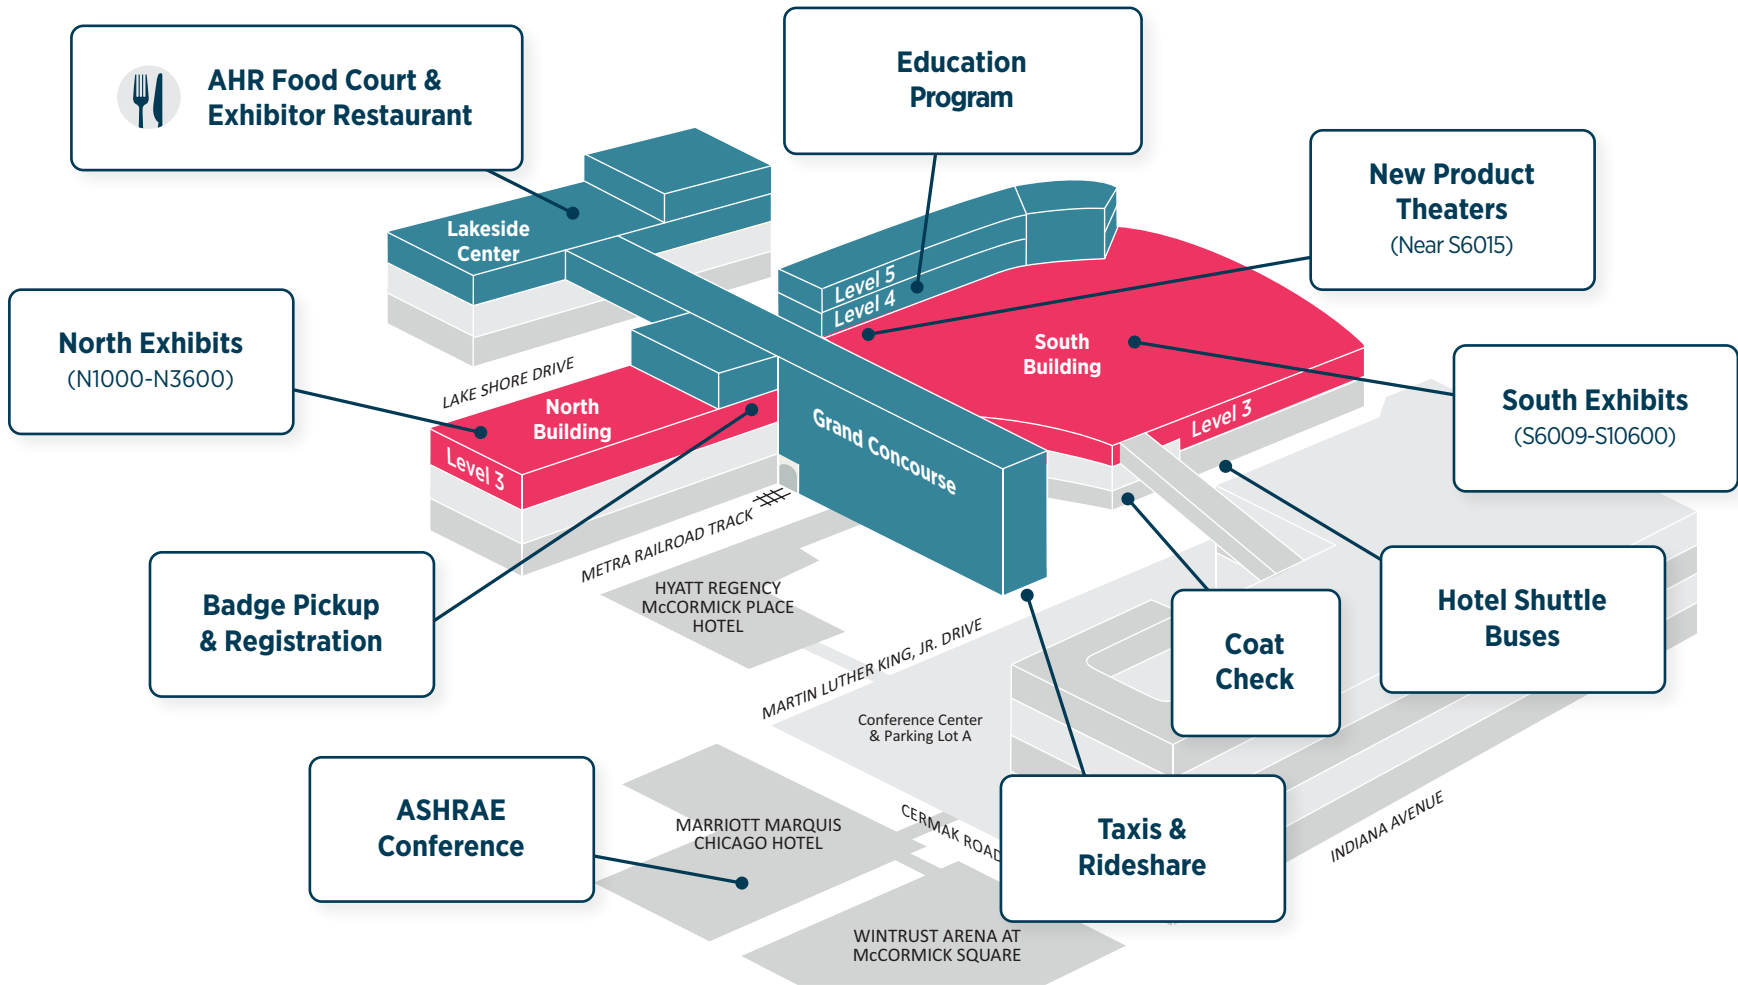 AHR Food Court &
Exhibitor Restaurant
Education
Program
New Product
Theaters
(Near S6015)
Lakeside
Center
Level 5
Level 4
North Exhibits
(N1000-N3600)
LAKE SHORE DRIVE
South
Building
South Exhibits
(S6009-S10600)
North
Building
Level 3
Grand Concourse
Level 3
METRA RAILROAD TRACK
Badge Pickup
& Registration
HYATT REGENCY
McCORMICK PLACE
HOTEL
Hotel Shuttle
Buses
Coat
Check
MARTIN LUTHER KING, JR. DRIVE
Conference Center
& Parking Lot A
ASHRAE
Conference
MARRIOTT MARQUIS
CHICAGO HOTEL
CERMAK ROAD
Taxis &
Rideshare
INDIANA AVENUE
WINTRUST ARENA AT
McCORMICK SQUARE